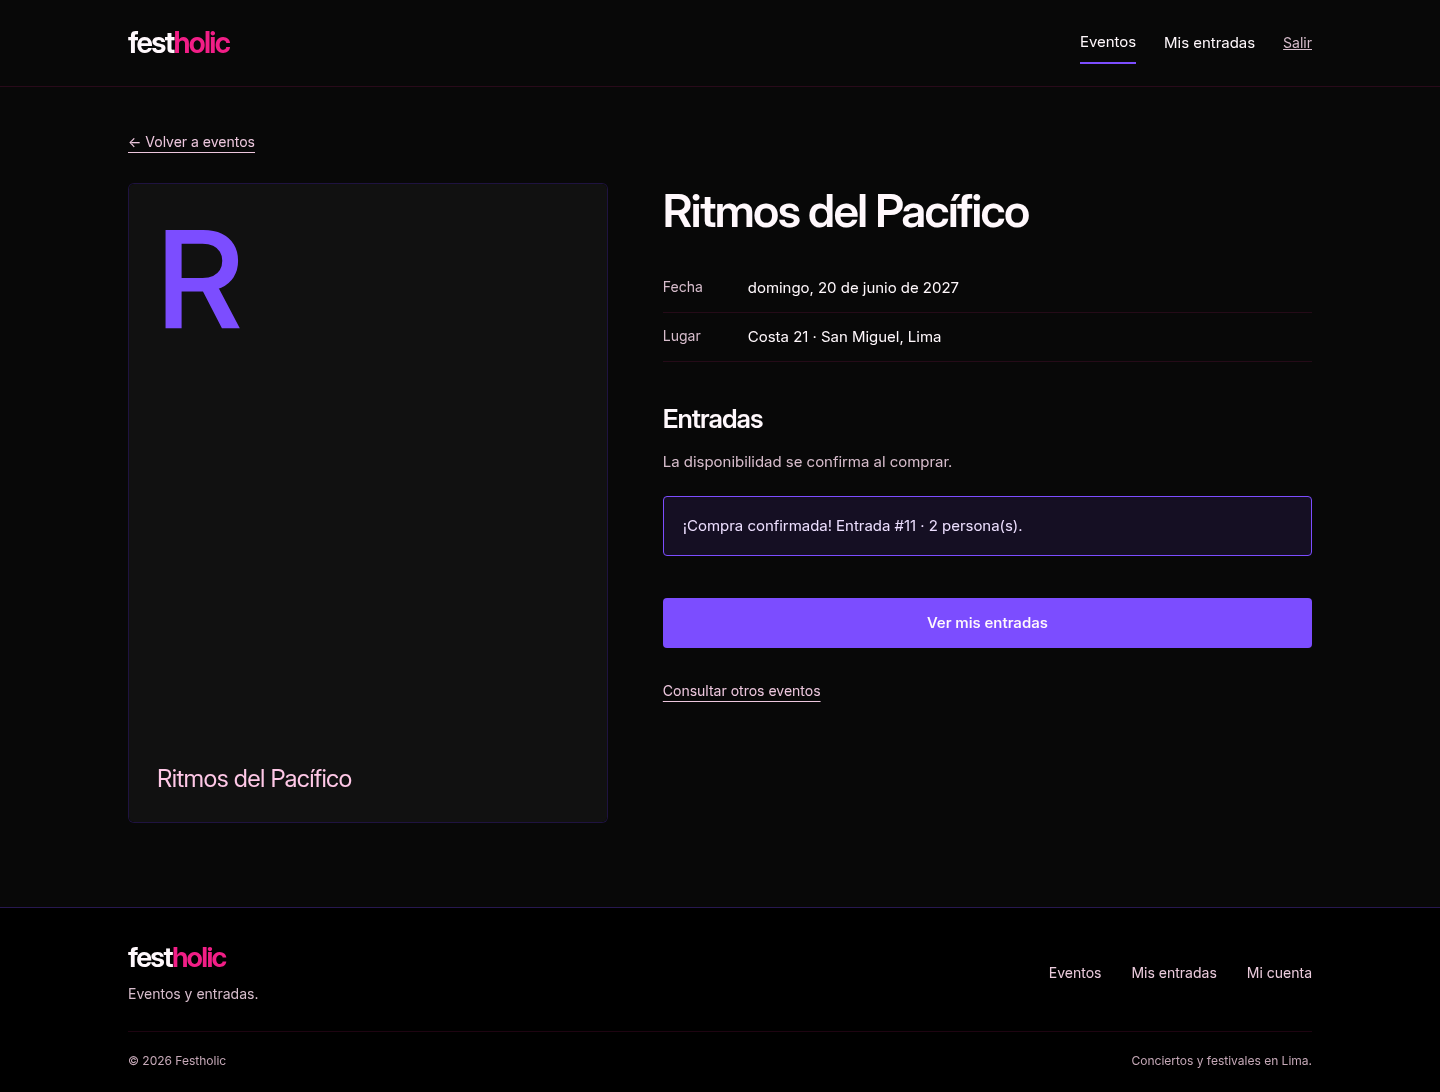 festholic
Eventos Mis entradas Salir
← Volver a eventos
R
Ritmos del Pacífico
Ritmos del Pacífico
Fecha domingo, 20 de junio de 2027
Lugar Costa 21 · San Miguel, Lima
Entradas
La disponibilidad se confirma al comprar.
¡Compra confirmada! Entrada #11 · 2 persona(s).
Ver mis entradas
Consultar otros eventos
festholic
Eventos y entradas.
Eventos Mis entradas Mi cuenta
© 2026 Festholic
Conciertos y festivales en Lima.